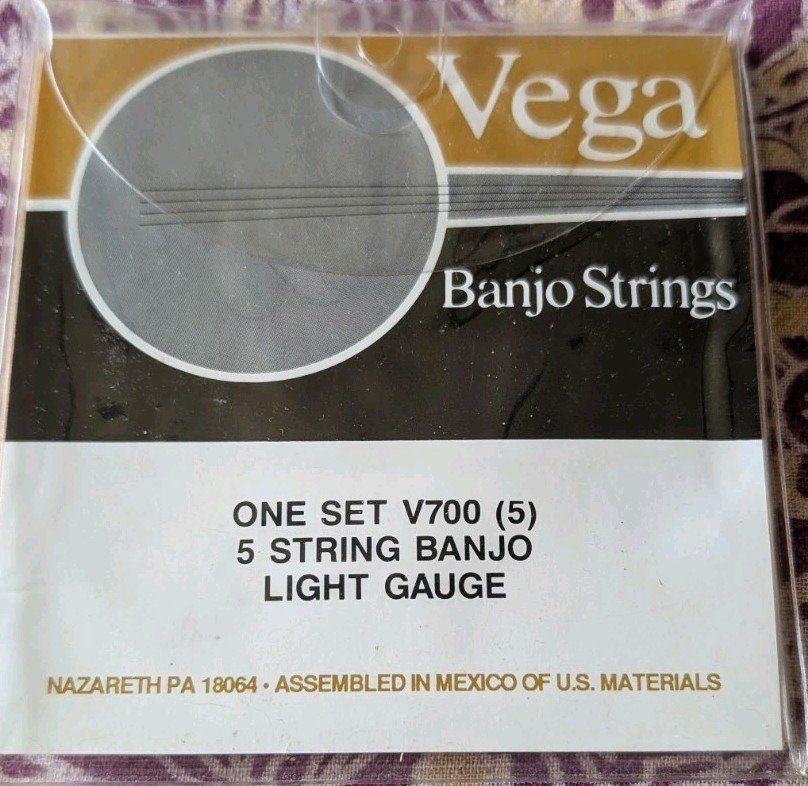 Vega
Banjo Strings
ONE SET V700 (5)
5 STRING BANJO
LIGHT GAUGE
NAZARETH PA 18064 • ASSEMBLED IN MEXICO OF U.S. MATERIALS